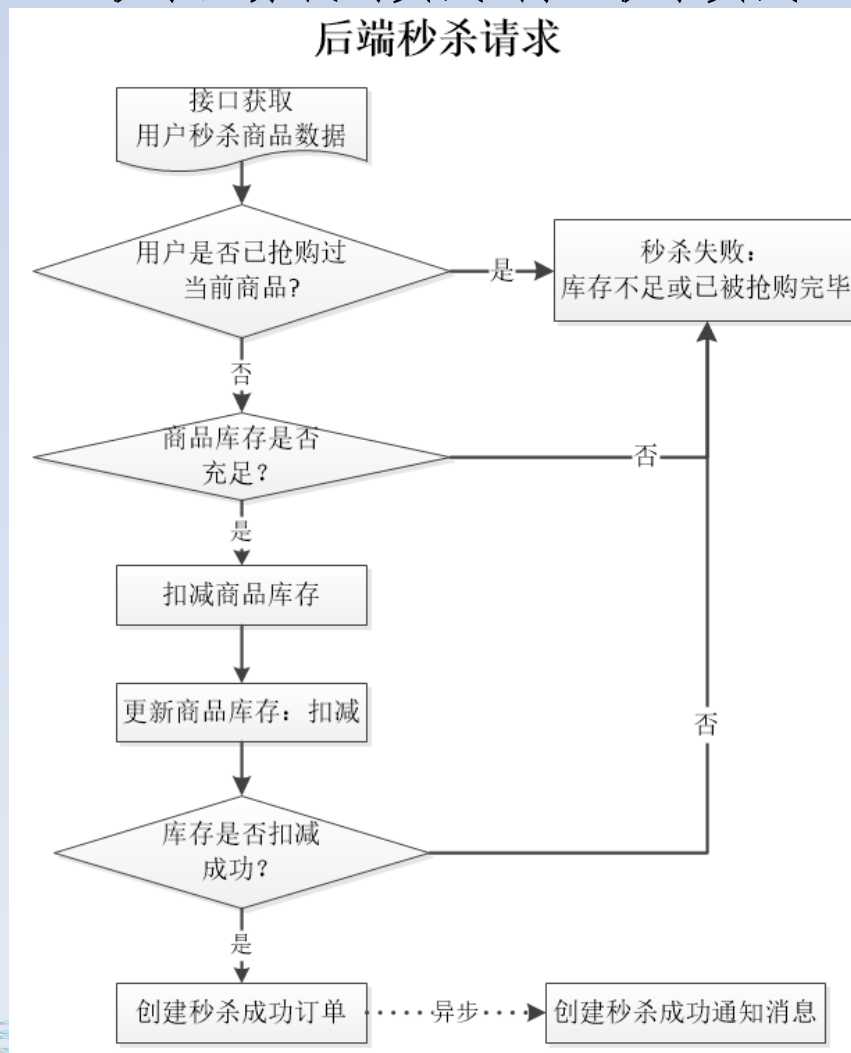 后端秒杀请求
接口获取
用户秒杀商品数据
用户是否已抢购过
当前商品?
是
秒杀失败:
库存不足或已被抢购完毕
否
商品库存是否
充足?
否
是
扣减商品库存
更新商品库存:扣减
否
库存是否扣减
成功?
是
创建秒杀成功订单
异步
创建秒杀成功通知消息